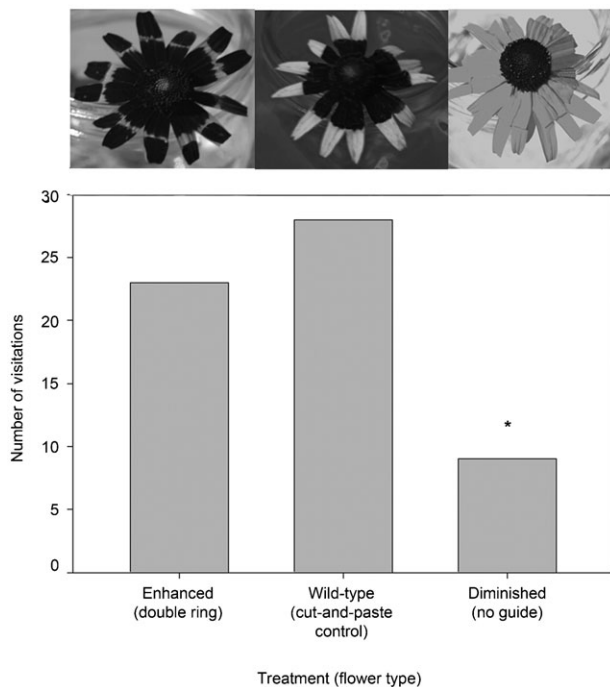 Number of visitations
30
25
20
15
10
5
0
*
Enhanced
(double ring)
Wild-type
(cut-and-paste
control)
Diminished
(no guide)
Treatment (flower type)